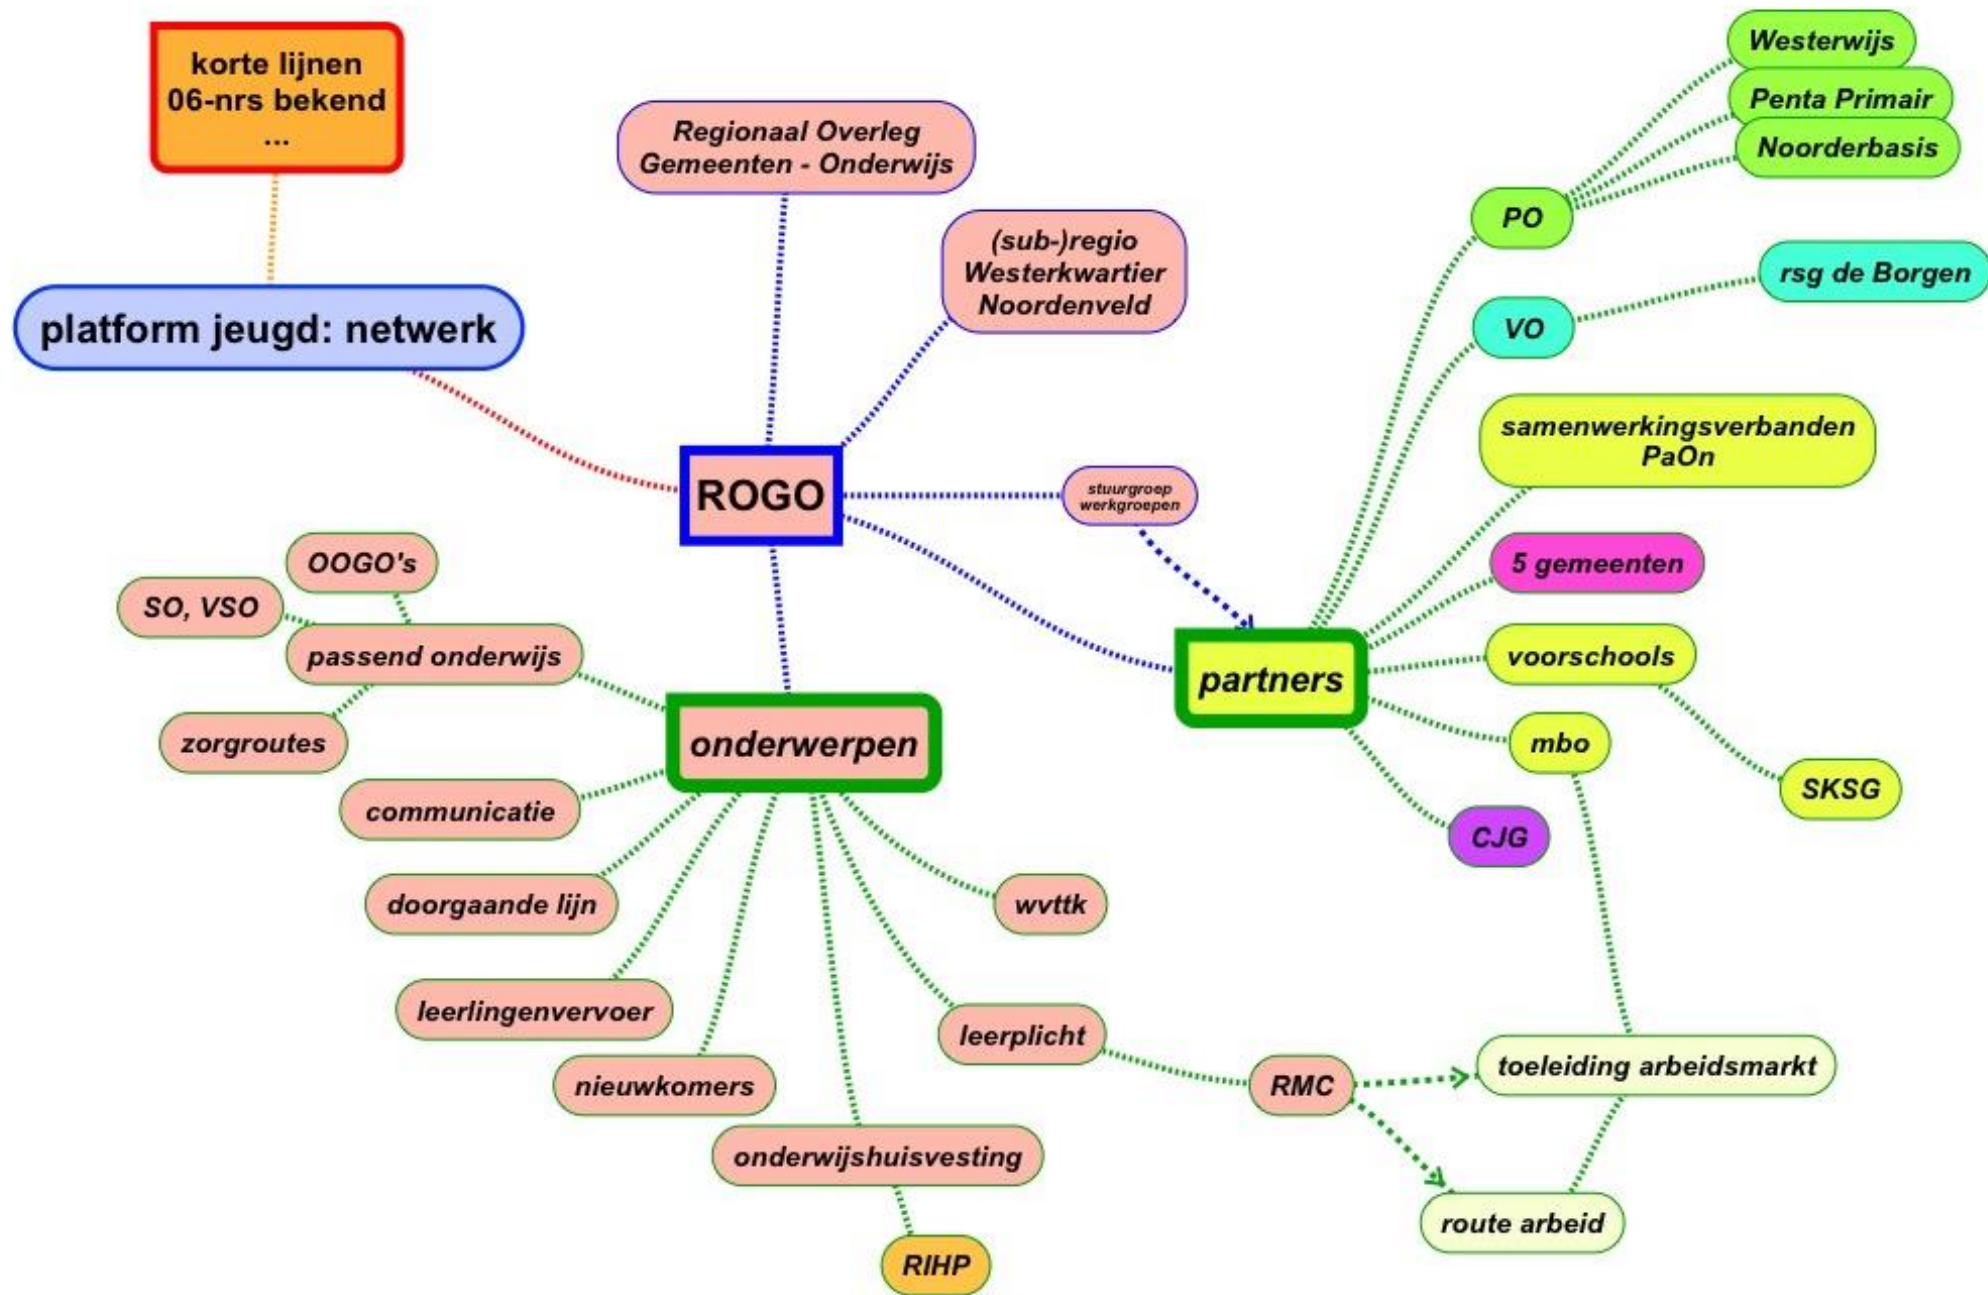 korte lijnen
06-nrs bekend
...
platform jeugd: netwerk
Regionaal Overleg
Gemeenten - Onderwijs
(sub-)regio
Westerkwartier
Noordenveld
ROGO
stuurgroep
werkgroepen
Westerwijs
Penta Primair
Noorderbasis
PO
rsg de Borgen
VO
samenwerkingsverbanden
PaOn
5 gemeenten
partners
voorschools
mbo
SKSG
CJG
OOGO's
SO, VSO
passend onderwijs
zorgroutes
onderwerpen
communicatie
doorgaande lijn
wvttk
leerlingenvervoer
leerplicht
nieuwkomers
RMC
toeleiding arbeidsmarkt
onderwijshuisvesting
route arbeid
RIHP